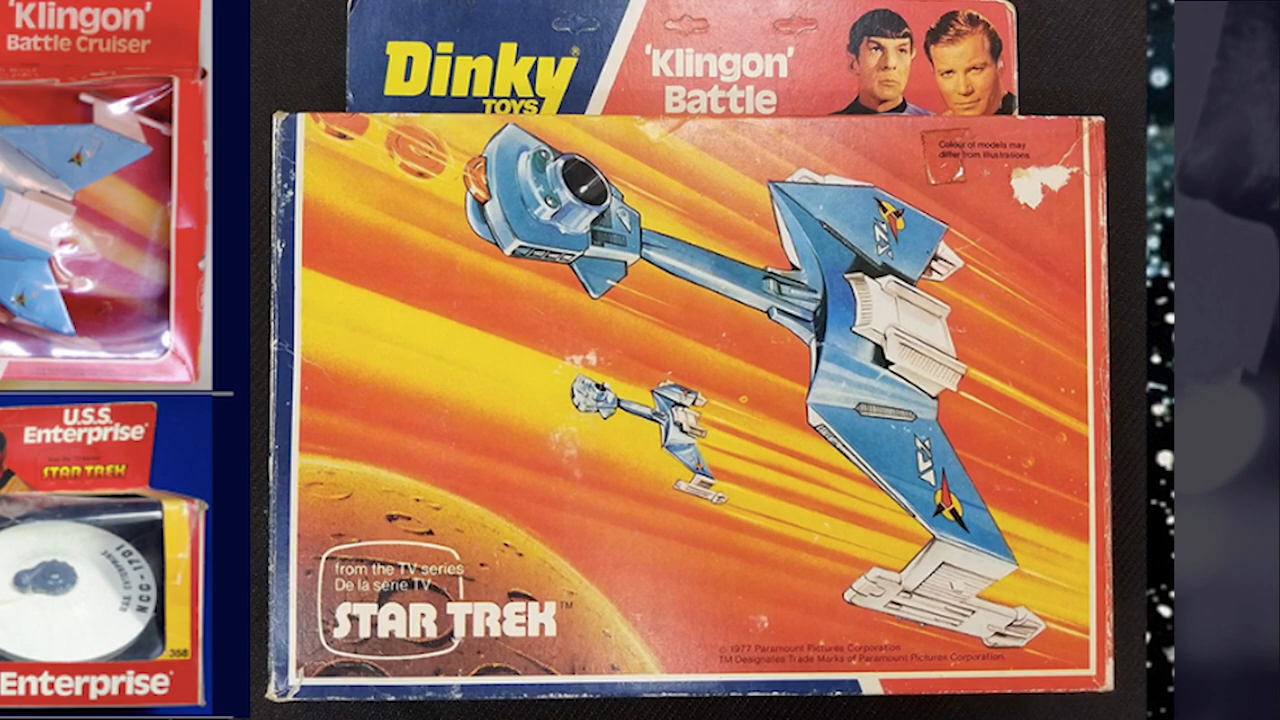 'Klingon'
Battle Cruiser
U.S.S.
Enterprise
STAR TREK
NCC-1701
358
Enterprise
Dinky
TOYS
'Klingon'
Battle
Colour of models may
differ from illustrations
from the TV series
De la série TV
STAR TREK™
© 1977 Paramount Pictures Corporation
TM Designates Trade Marks of Paramount Pictures Corporation.